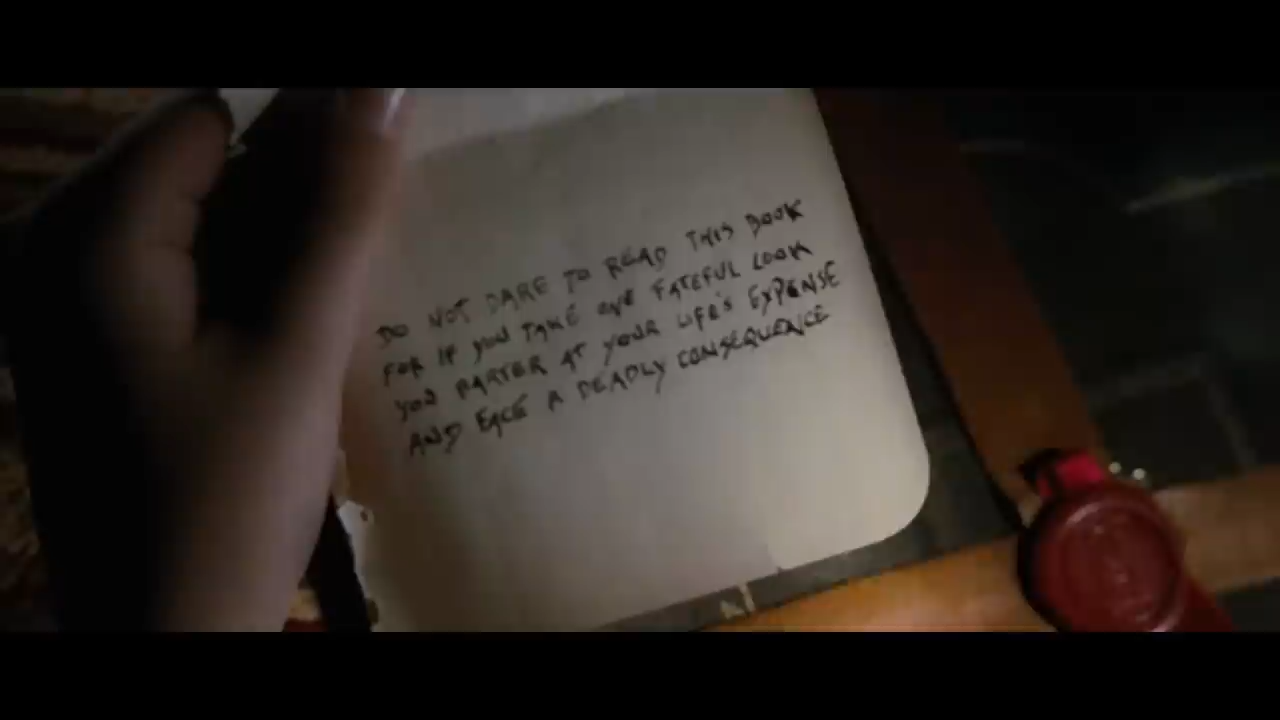 DO NOT DARE TO READ THIS BOOK
FOR IF YOU TAKE ONE FATEFUL LOOK
YOU BARTER AT YOUR LIFE'S EXPENSE
AND FACE A DEADLY CONSEQUENCE